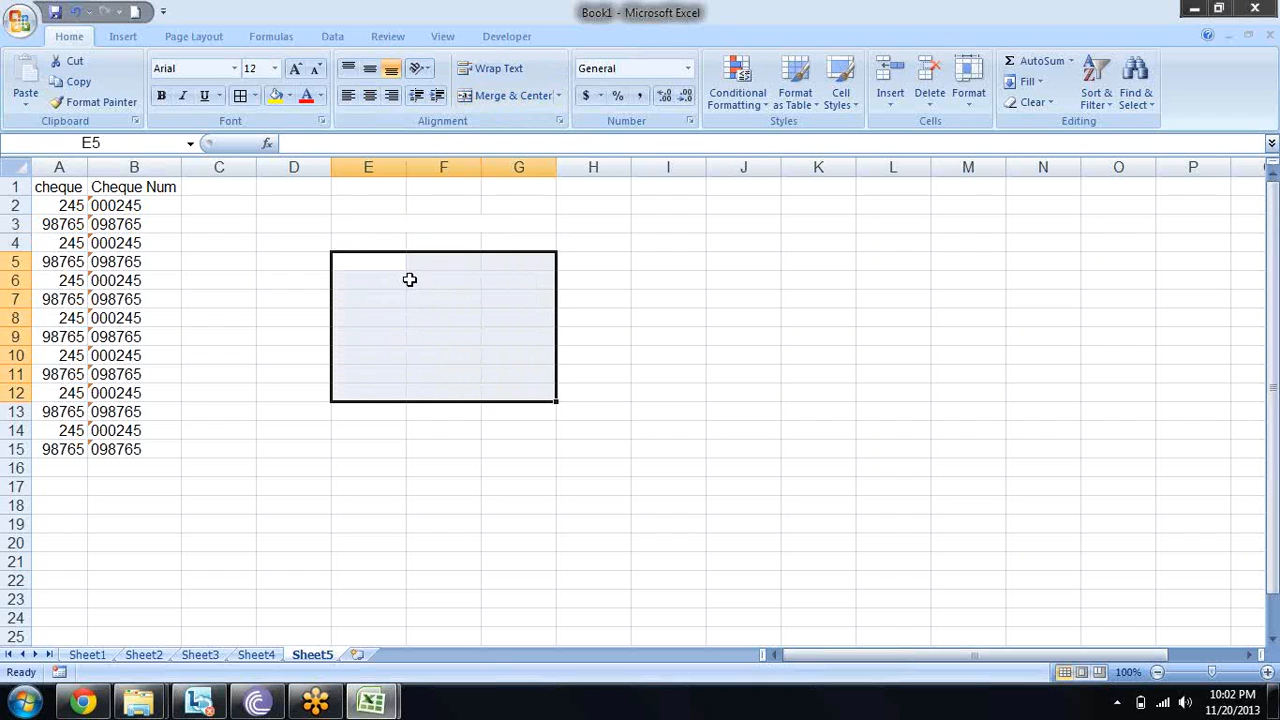 Book1 - Microsoft Excel
Home Insert Page Layout Formulas Data Review View Developer
Paste Cut Copy Format Painter Clipboard
Arial 12 B I U A Font
Wrap Text Merge & Center Alignment
General $ % , Number
Conditional Formatting Format as Table Cell Styles Styles
Insert Delete Format Cells
Σ AutoSum Fill Clear Sort & Filter Find & Select Editing
E5 fx
A B C D E F G H I J K L M N O P
1 cheque Cheque Num
2 245 000245
3 98765 098765
4 245 000245
5 98765 098765
6 245 000245
7 98765 098765
8 245 000245
9 98765 098765
10 245 000245
11 98765 098765
12 245 000245
13 98765 098765
14 245 000245
15 98765 098765
16
17
18
19
20
21
22
23
24
25
Sheet1 Sheet2 Sheet3 Sheet4 Sheet5
Ready 100%
10:02 PM
11/20/2013